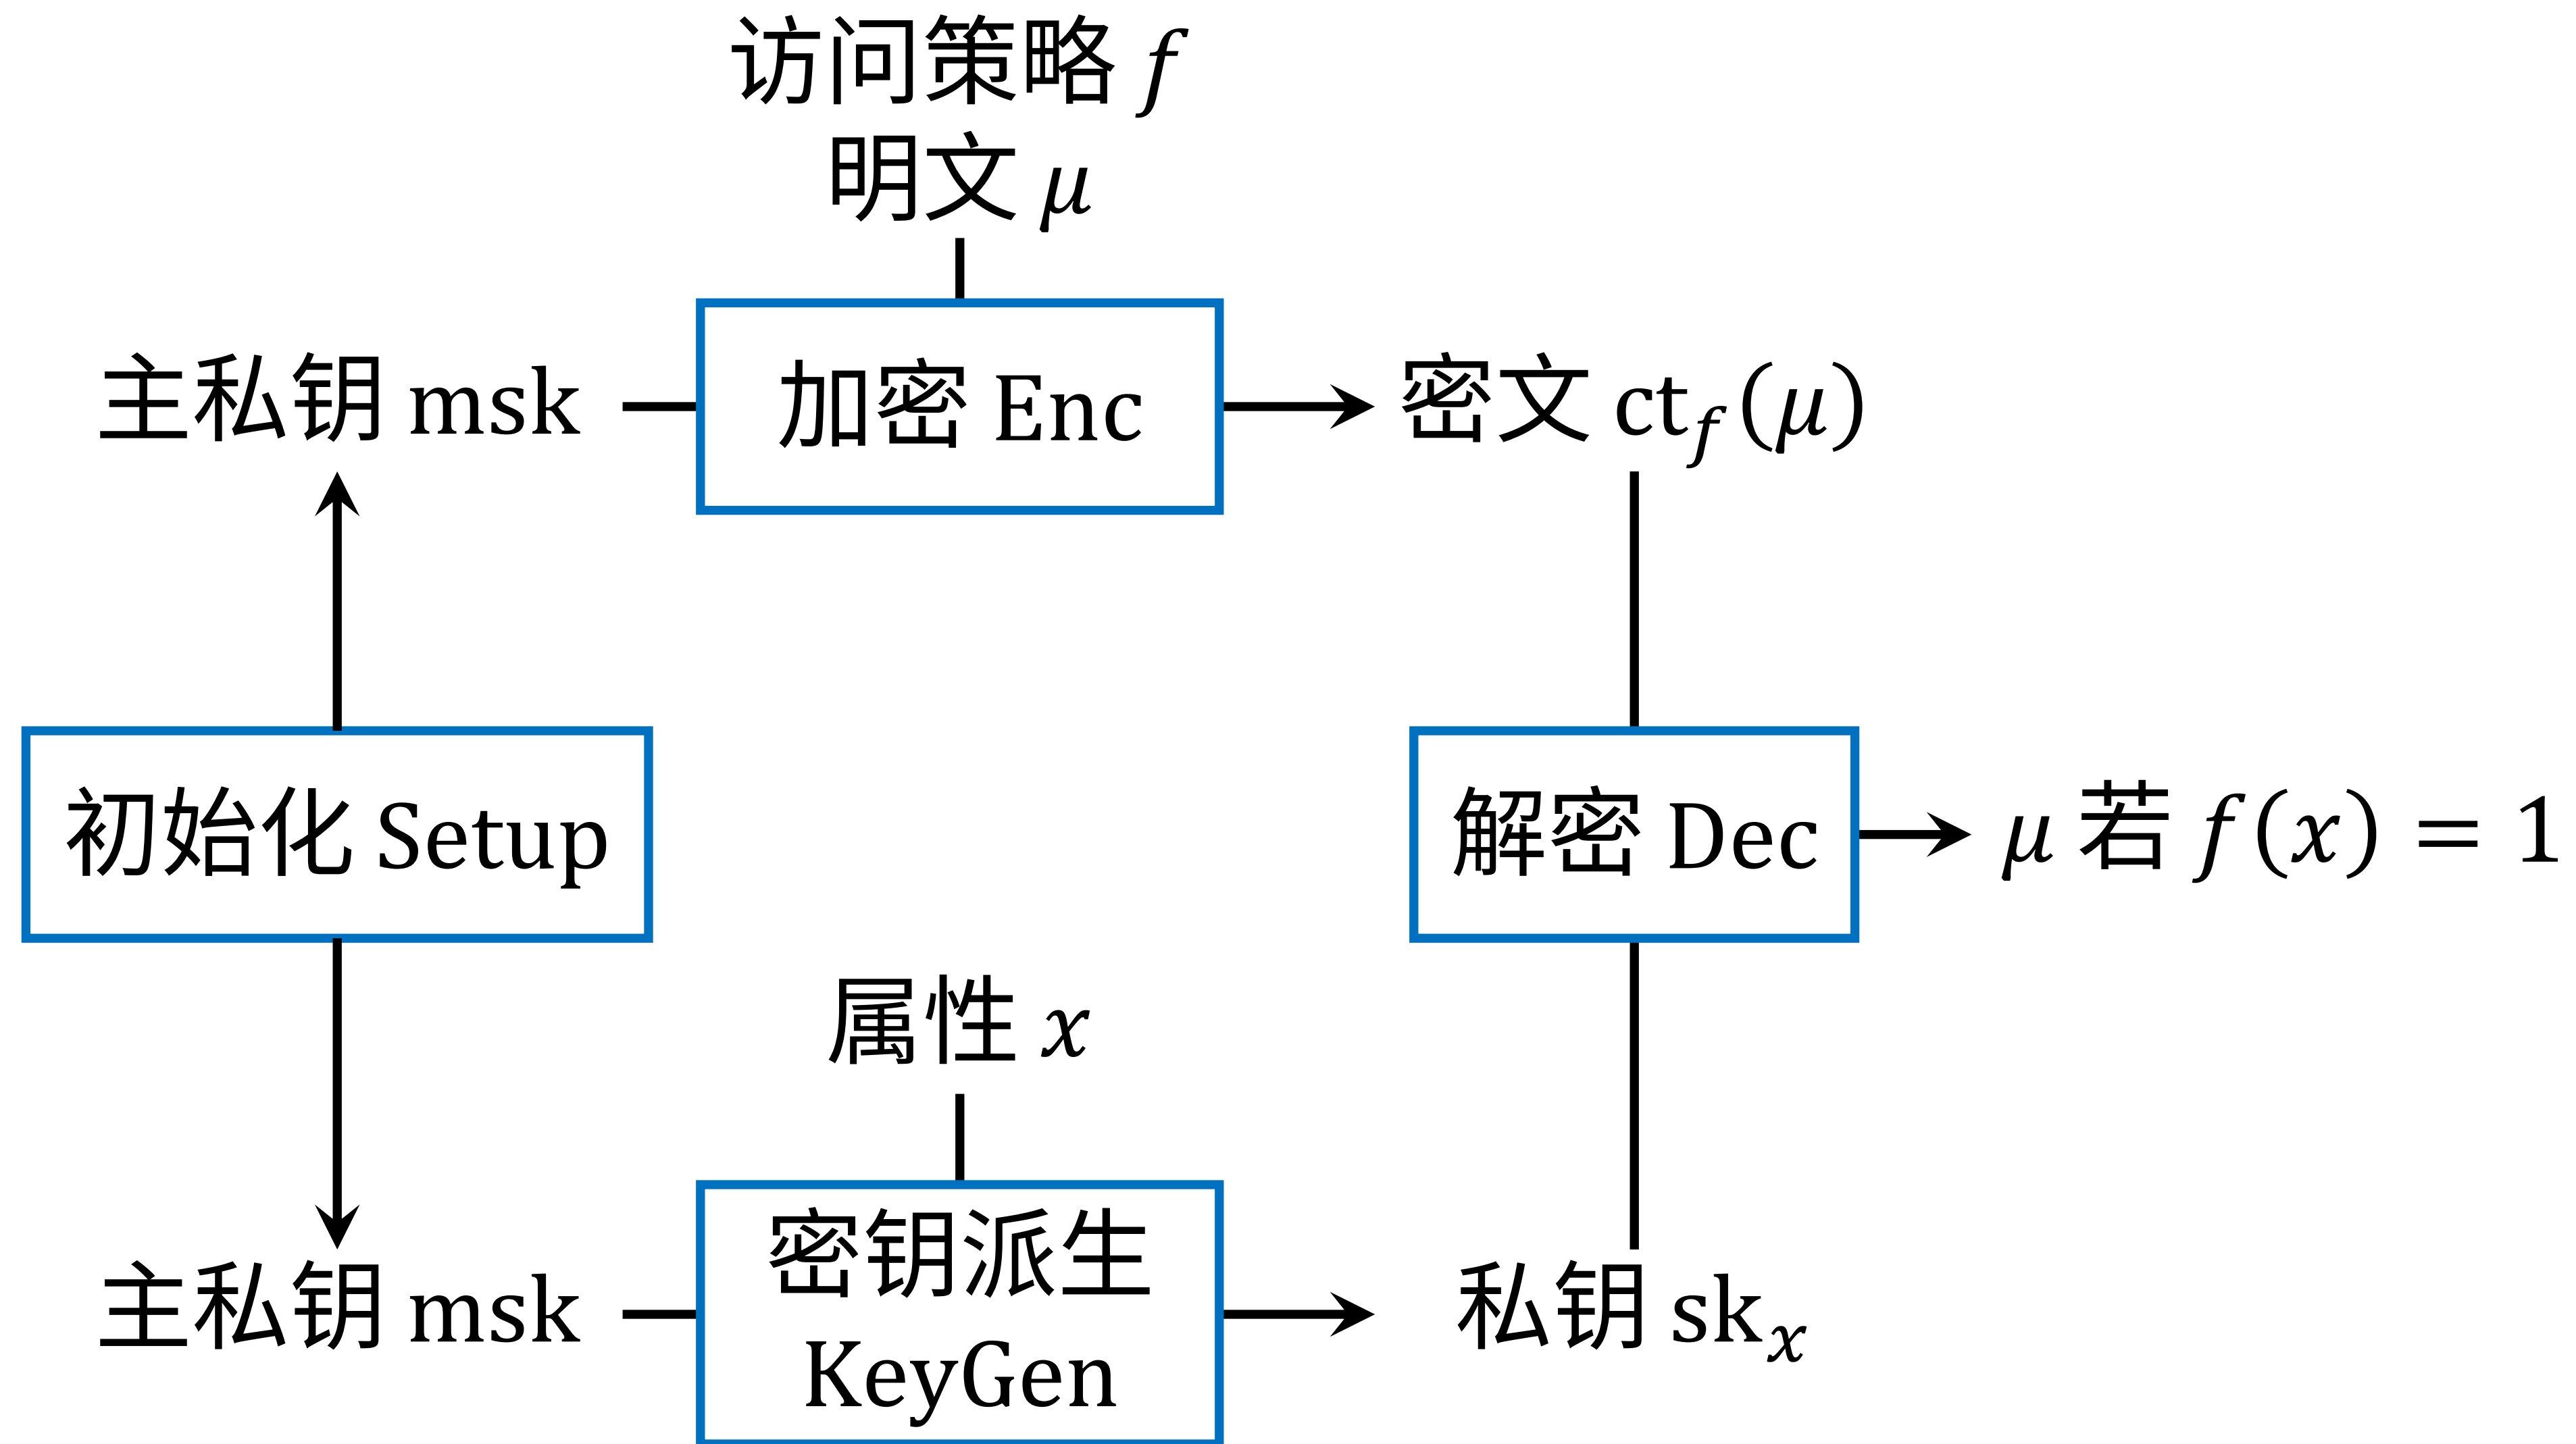 访问策略 f
明文 μ
主私钥 msk
加密 Enc
密文 ct_f(μ)
初始化 Setup
解密 Dec
μ 若 f(x) = 1
属性 x
主私钥 msk
密钥派生
KeyGen
私钥 sk_x